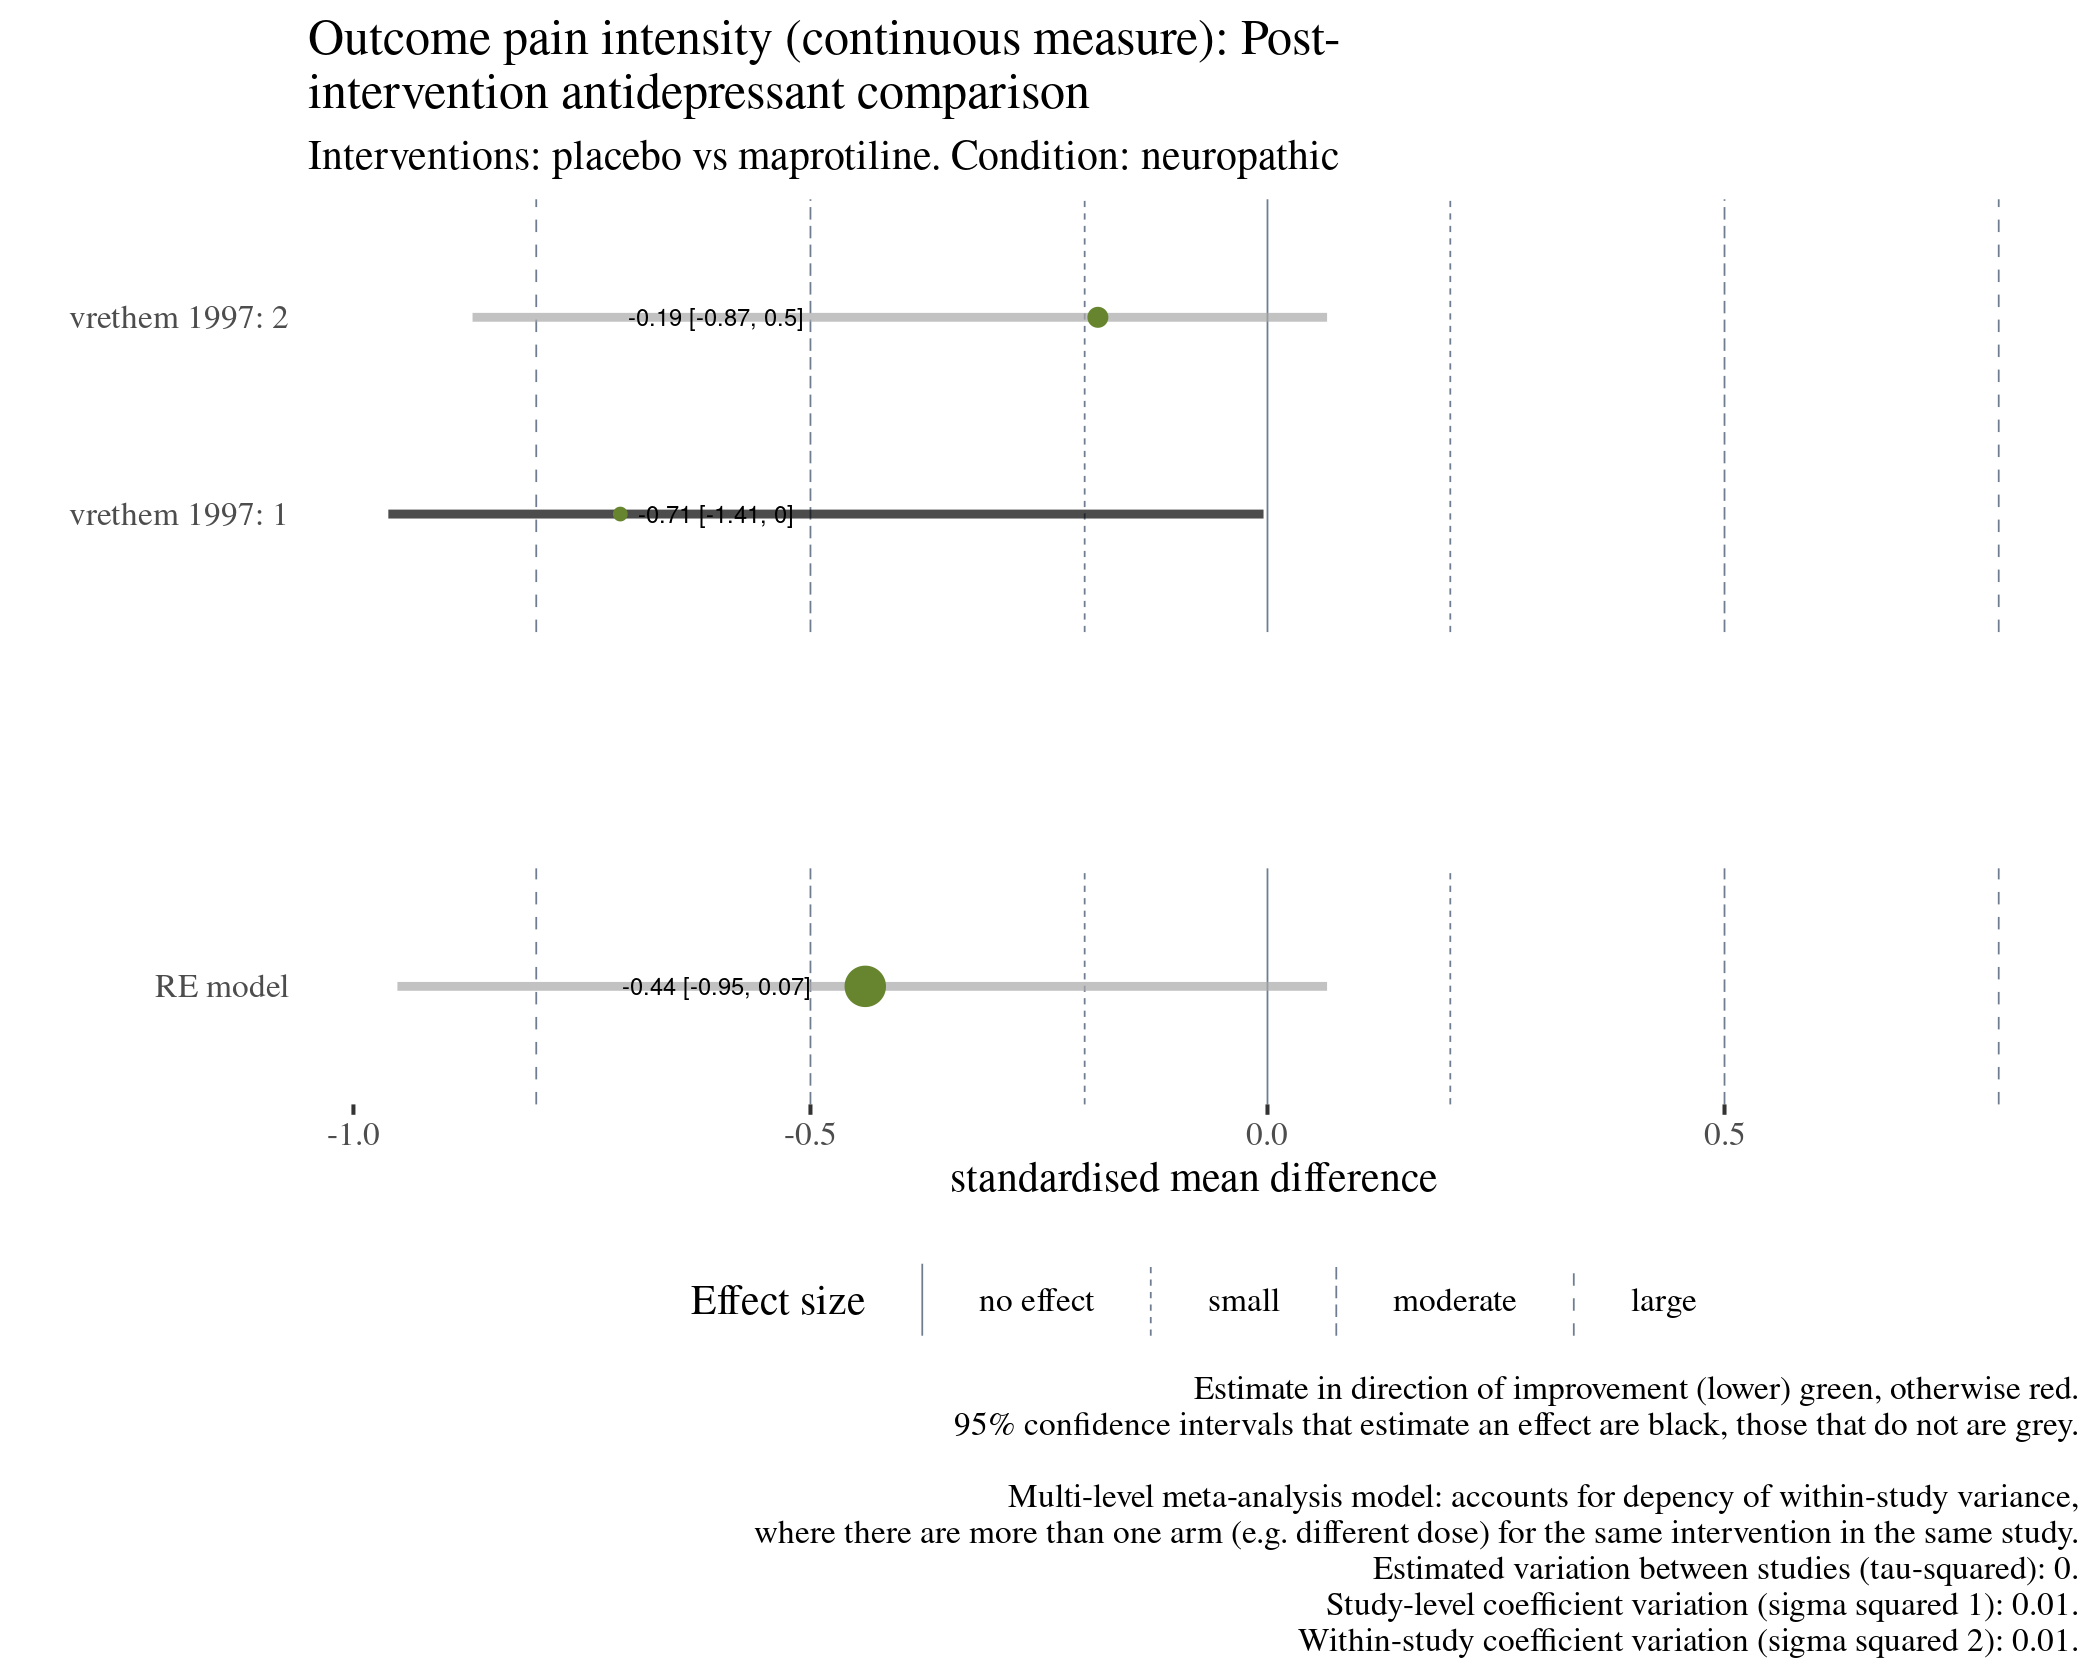 Outcome pain intensity (continuous measure): Post-
intervention antidepressant comparison
Interventions: placebo vs maprotiline. Condition: neuropathic
vrethem 1997: 2
-0.19 [-0.87, 0.5]
vrethem 1997: 1
-0.71 [-1.41, 0]
RE model
-0.44 [-0.95, 0.07]
-1.0
-0.5
0.0
0.5
standardised mean difference
Effect size
no effect
small
moderate
large
Estimate in direction of improvement (lower) green, otherwise red.
95% confidence intervals that estimate an effect are black, those that do not are grey.
Multi-level meta-analysis model: accounts for depency of within-study variance,
where there are more than one arm (e.g. different dose) for the same intervention in the same study.
Estimated variation between studies (tau-squared): 0.
Study-level coefficient variation (sigma squared 1): 0.01.
Within-study coefficient variation (sigma squared 2): 0.01.